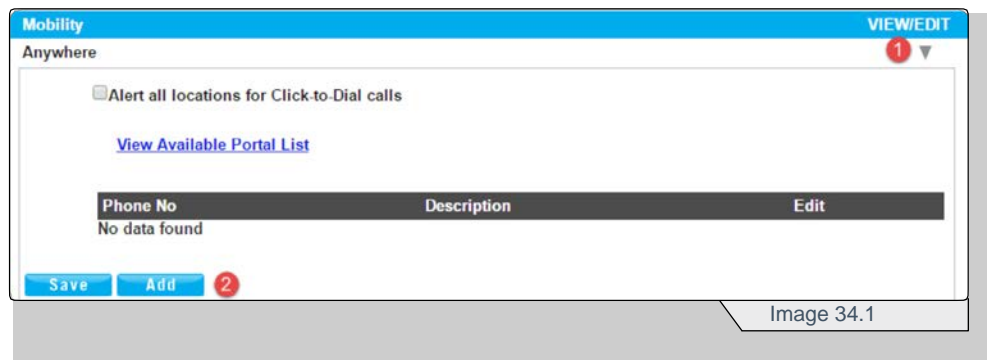 Mobility VIEW/EDIT
Anywhere 1 ▼
Alert all locations for Click-to-Dial calls
View Available Portal List
Phone No Description Edit
No data found
Save Add 2
Image 34.1